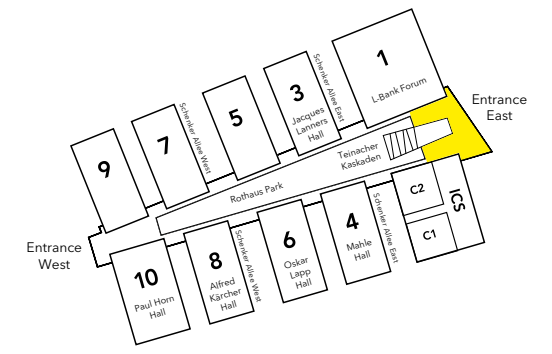 1
L-Bank Forum
Schenker Allee East
3
Jacques
Lanners
Hall
5
Schenker Allee West
7
9
Entrance
East
Teinacher
Kaskaden
Rothaus Park
Entrance
West
C2
ICS
C1
Schenker Allee East
4
Mahle
Hall
6
Oskar
Lapp
Hall
Schenker Allee West
8
Alfred
Kärcher
Hall
10
Paul Horn
Hall